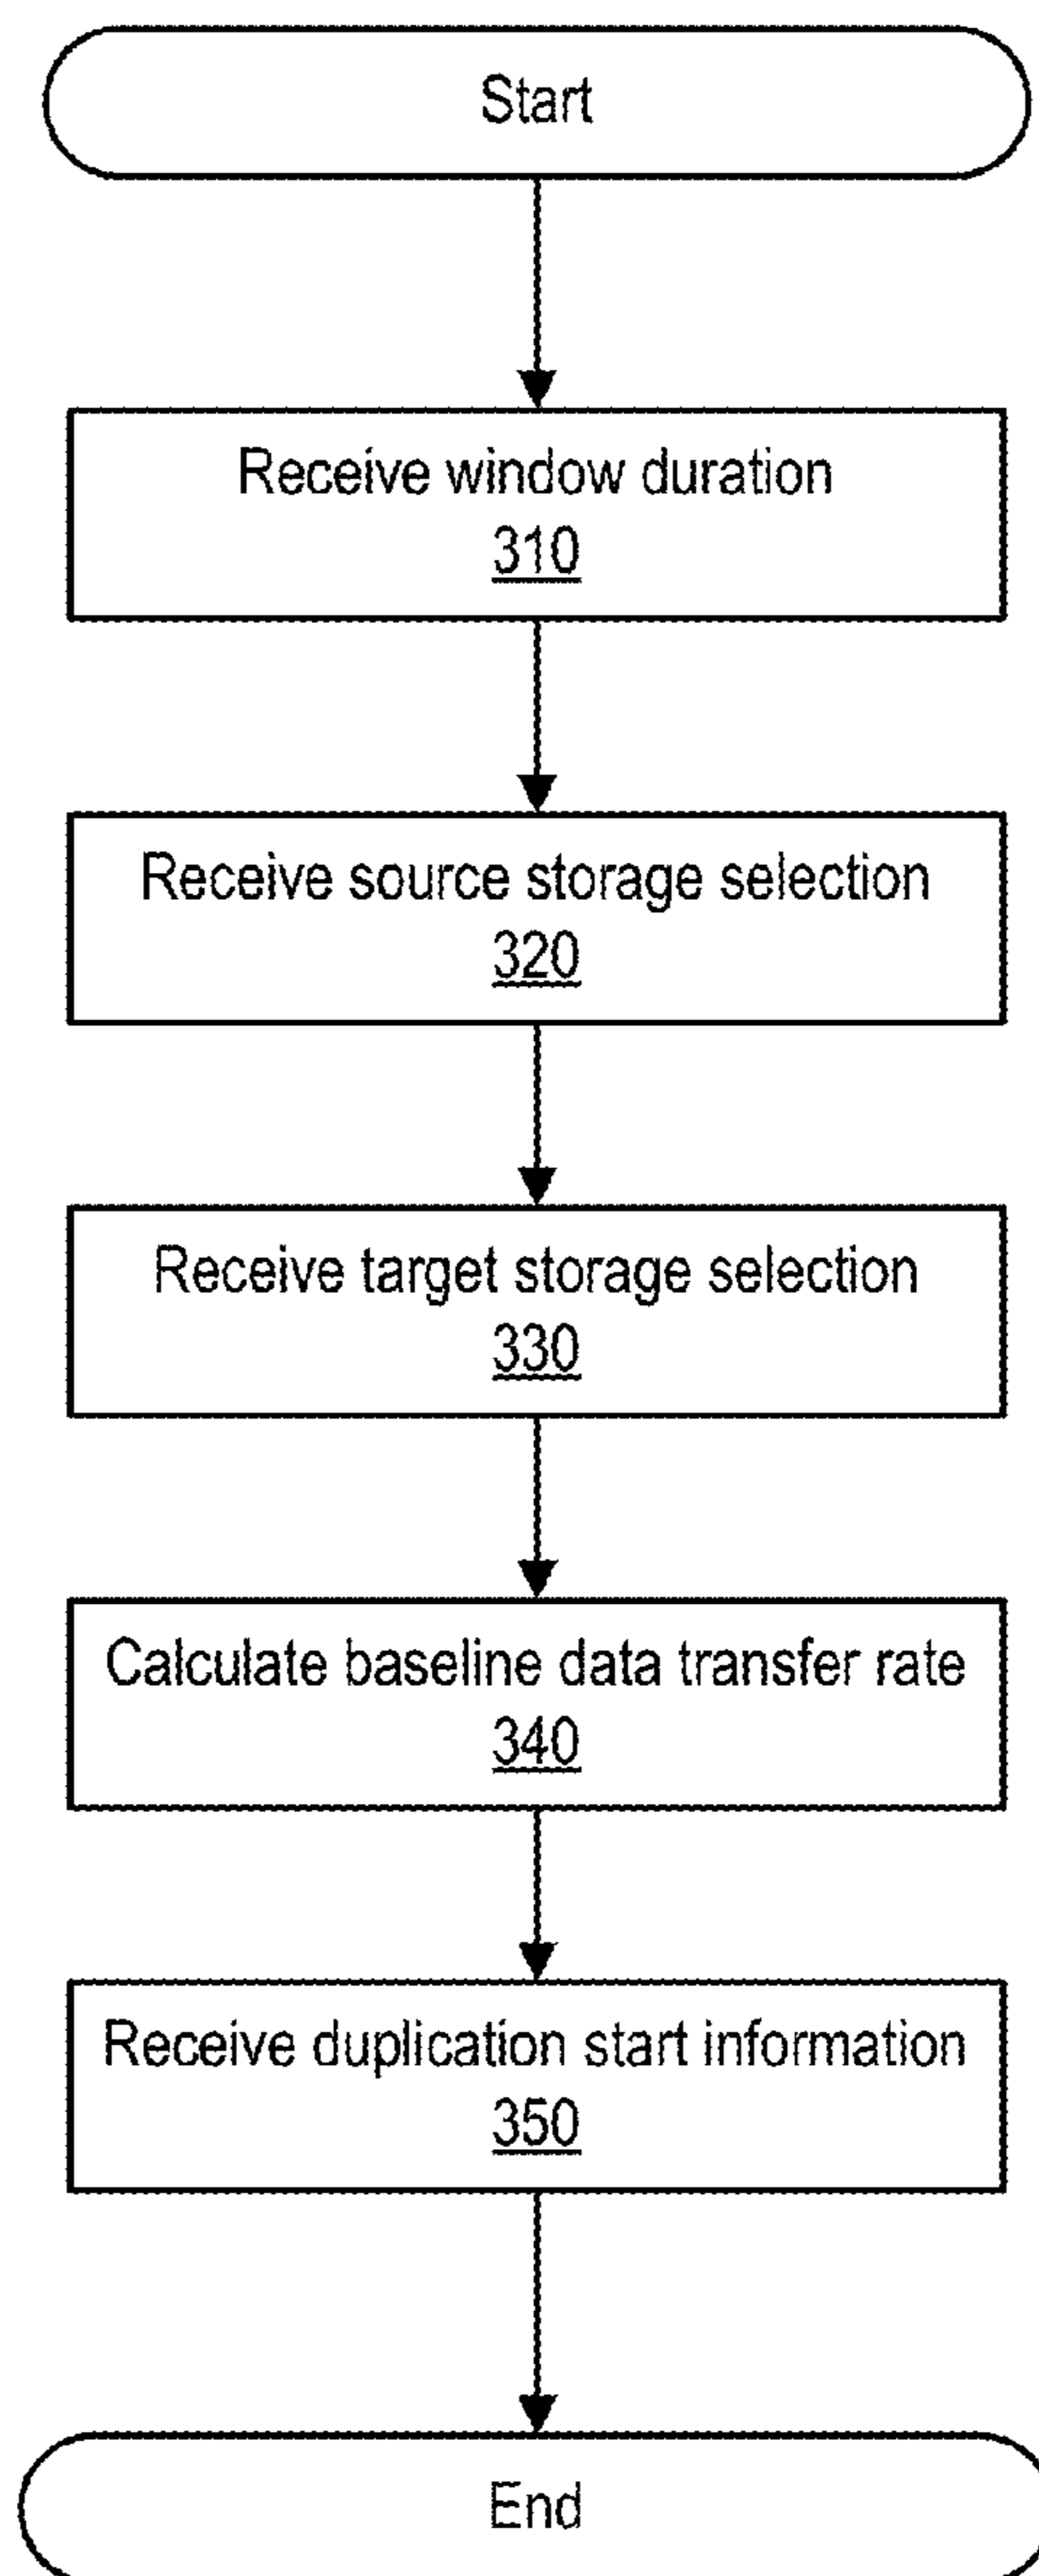 Start
Receive window duration
310
Receive source storage selection
320
Receive target storage selection
330
Calculate baseline data transfer rate
340
Receive duplication start information
350
End